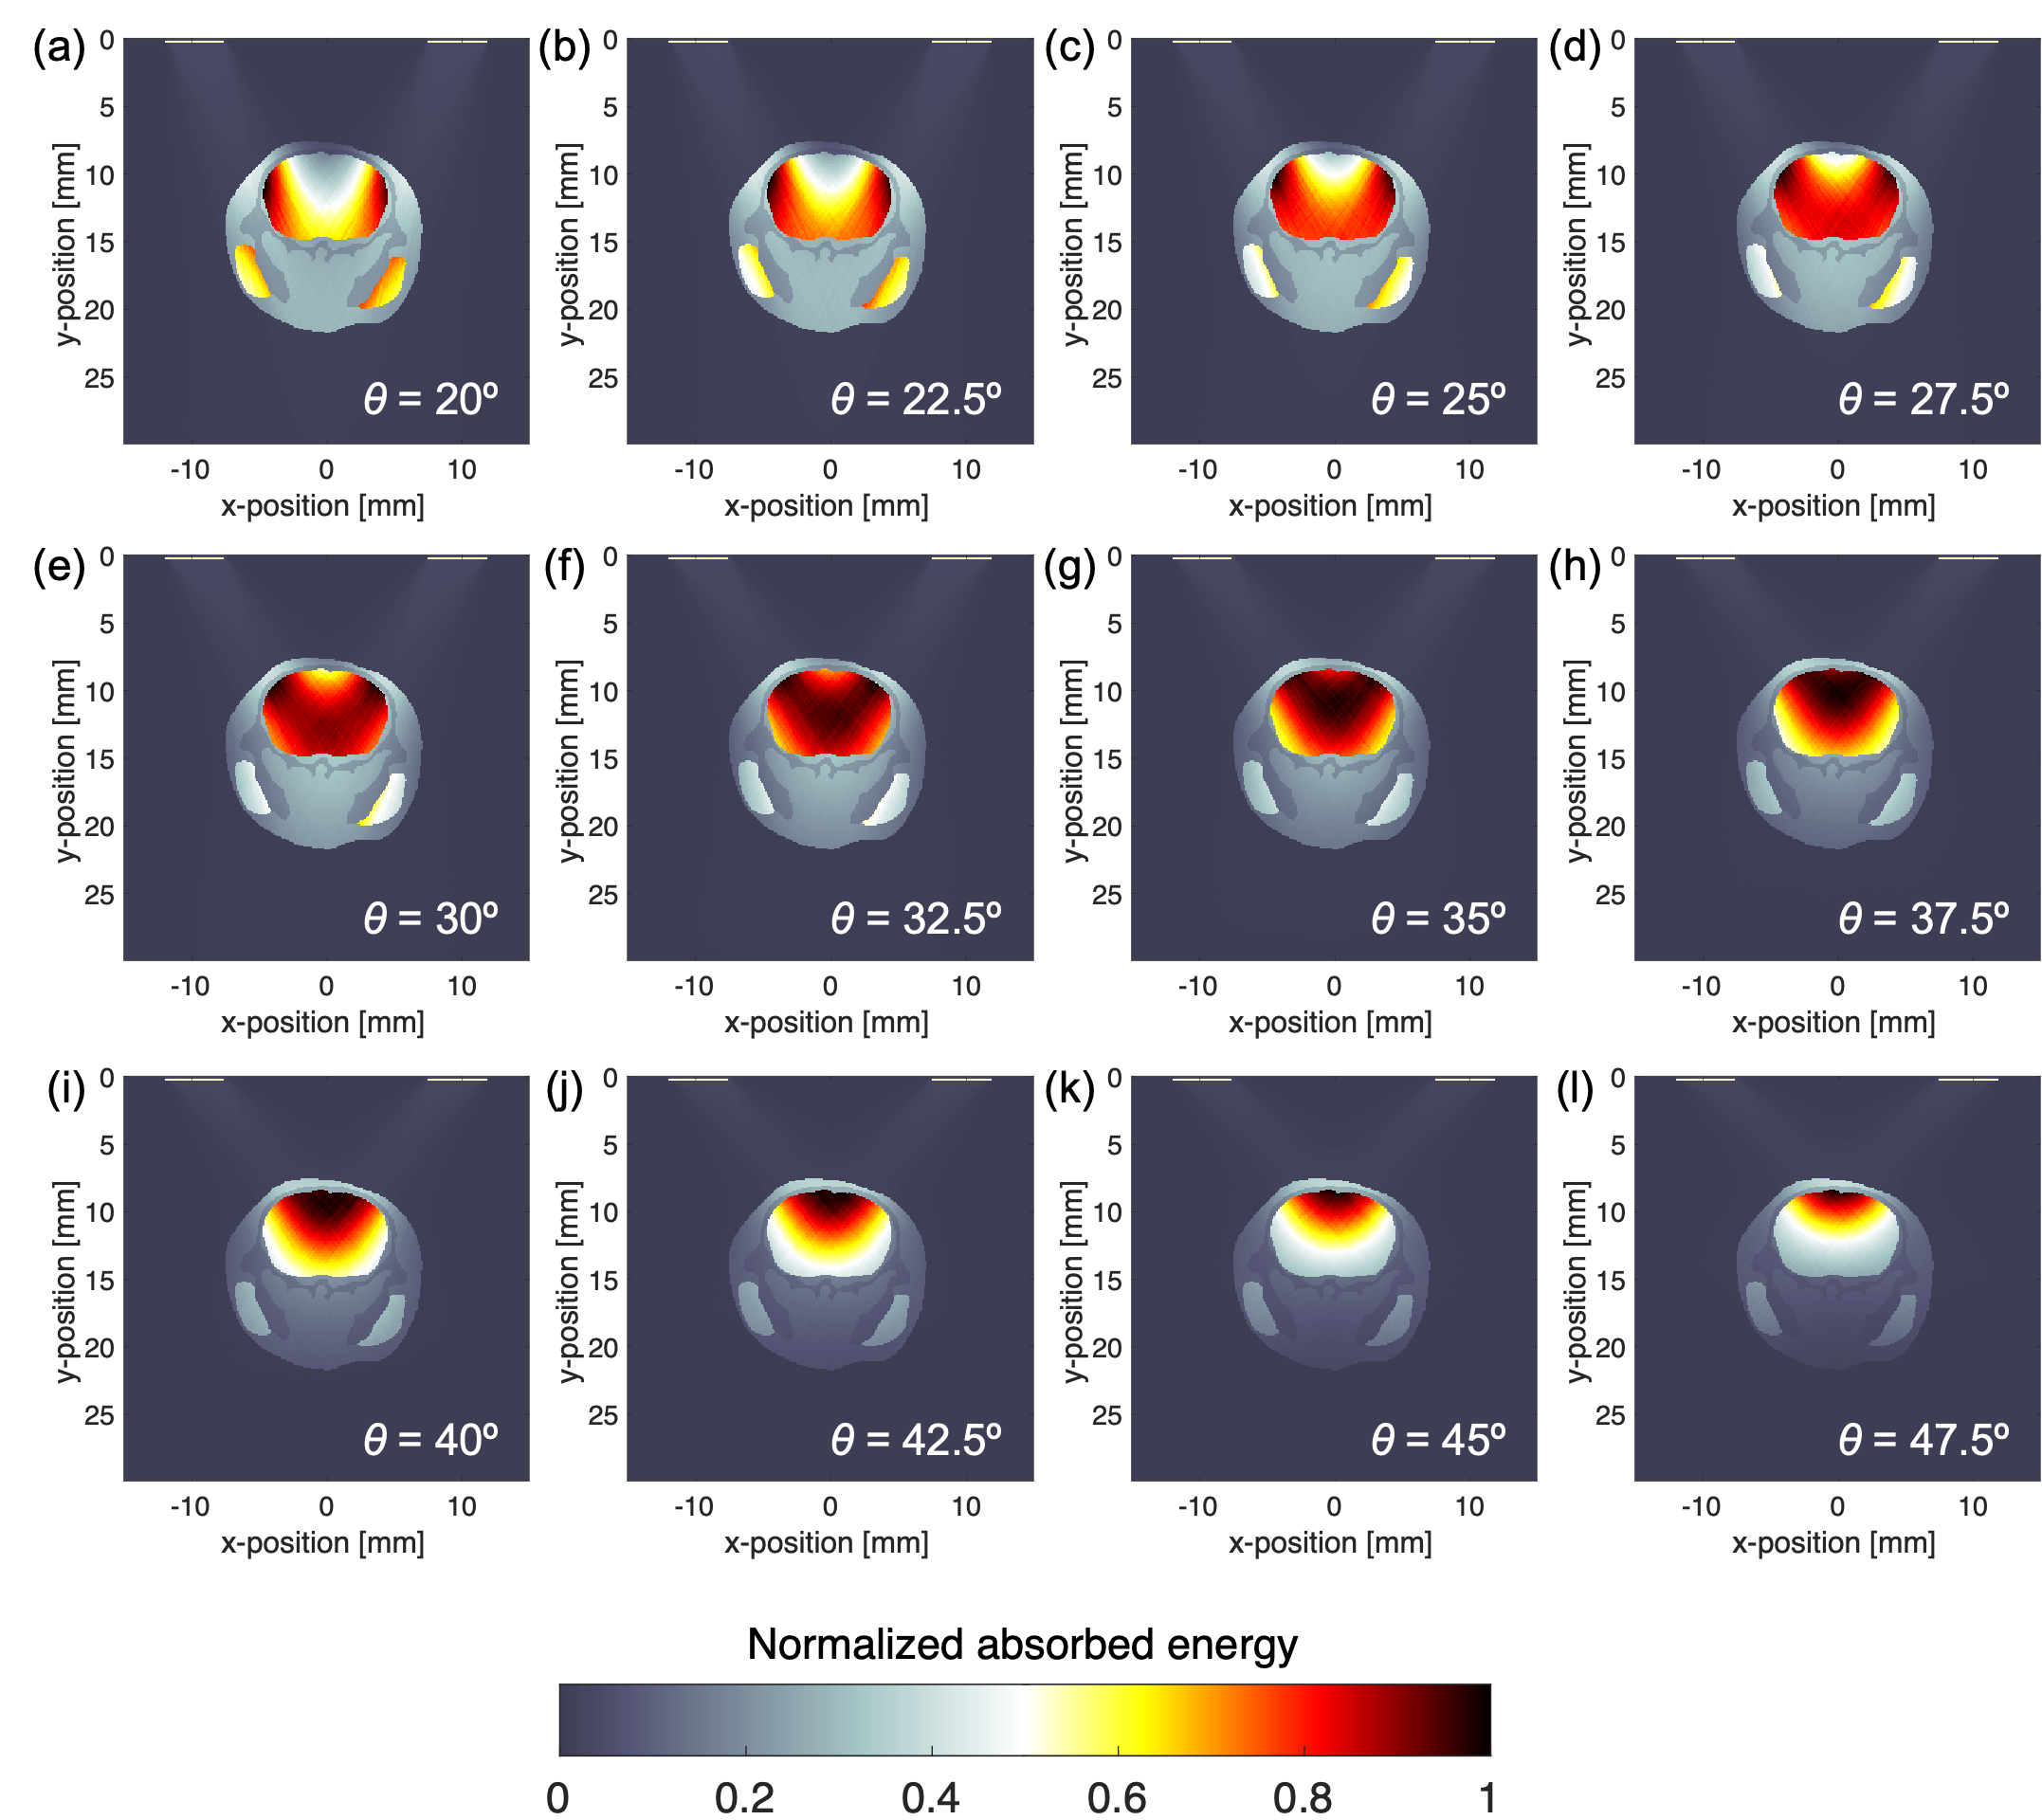 (a) (b) (c) (d)
0 0 0 0
5 5 5 5
10 10 10 10
15 15 15 15
20 20 20 20
25 25 25 25
y-position [mm] y-position [mm] y-position [mm] y-position [mm]
θ = 20º θ = 22.5º θ = 25º θ = 27.5º
-10 0 10 -10 0 10 -10 0 10 -10 0 10
x-position [mm] x-position [mm] x-position [mm] x-position [mm]
(e) (f) (g) (h)
0 0 0 0
5 5 5 5
10 10 10 10
15 15 15 15
20 20 20 20
25 25 25 25
y-position [mm] y-position [mm] y-position [mm] y-position [mm]
θ = 30º θ = 32.5º θ = 35º θ = 37.5º
-10 0 10 -10 0 10 -10 0 10 -10 0 10
x-position [mm] x-position [mm] x-position [mm] x-position [mm]
(i) (j) (k) (l)
0 0 0 0
5 5 5 5
10 10 10 10
15 15 15 15
20 20 20 20
25 25 25 25
y-position [mm] y-position [mm] y-position [mm] y-position [mm]
θ = 40º θ = 42.5º θ = 45º θ = 47.5º
-10 0 10 -10 0 10 -10 0 10 -10 0 10
x-position [mm] x-position [mm] x-position [mm] x-position [mm]
Normalized absorbed energy
0 0.2 0.4 0.6 0.8 1